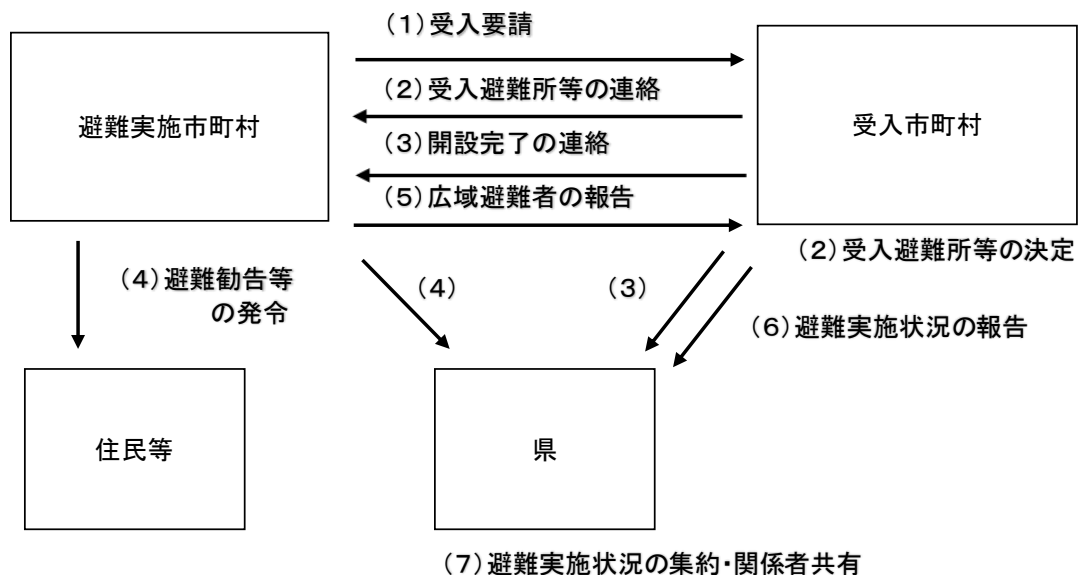 (1)受入要請
(2)受入避難所等の連絡
避難実施市町村
受入市町村
(3)開設完了の連絡
(5)広域避難者の報告
(2)受入避難所等の決定
(4)避難勧告等
の発令
(4)
(3)
(6)避難実施状況の報告
住民等
県
(7)避難実施状況の集約・関係者共有